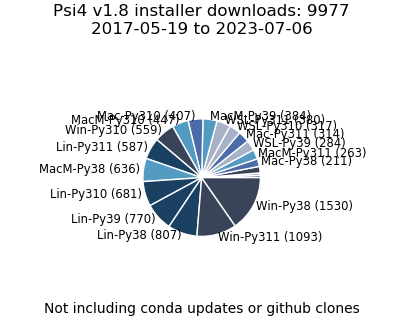 Psi4 v1.8 installer downloads: 9977
2017-05-19 to 2023-07-06
Mac-Py310 (407)
MacM-Py39 (384)
MacM-Py310 (447)
WSL-Py311 (380)
Win-Py310 (559)
WSL-Py310 (317)
Mac-Py311 (314)
Lin-Py311 (587)
WSL-Py39 (284)
MacM-Py311 (263)
MacM-Py38 (636)
Mac-Py38 (211)
Lin-Py310 (681)
Win-Py38 (1530)
Lin-Py39 (770)
Lin-Py38 (807)
Win-Py311 (1093)
Not including conda updates or github clones